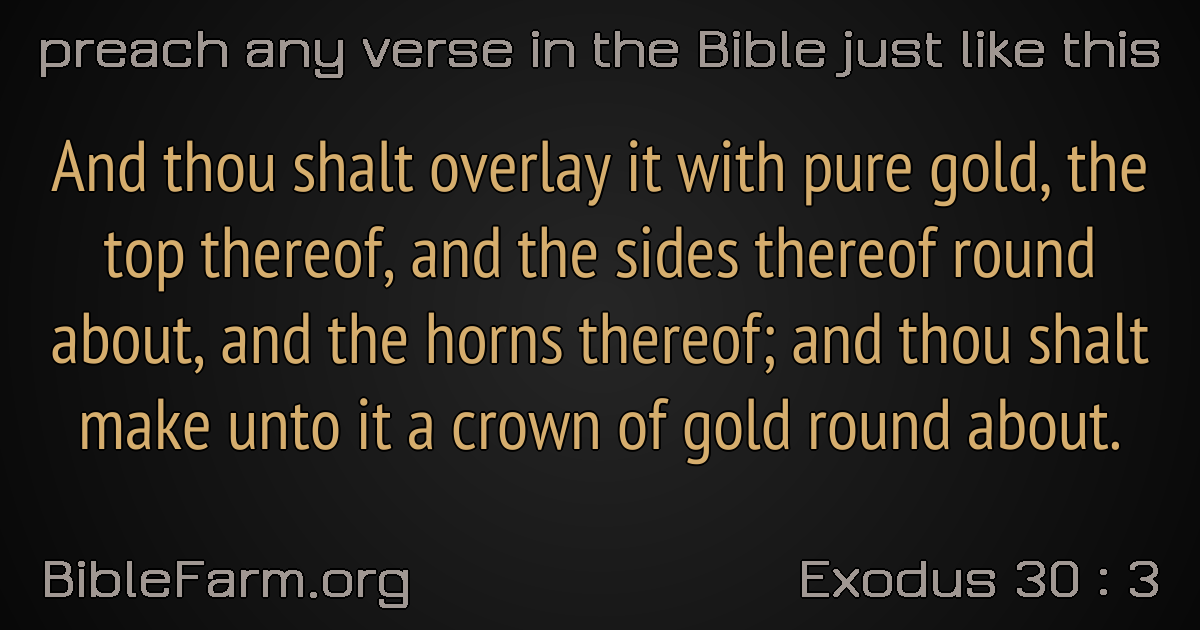 preach any verse in the Bible just like this
And thou shalt overlay it with pure gold, the
top thereof, and the sides thereof round
about, and the horns thereof; and thou shalt
make unto it a crown of gold round about.
BibleFarm.org
Exodus 30 : 3